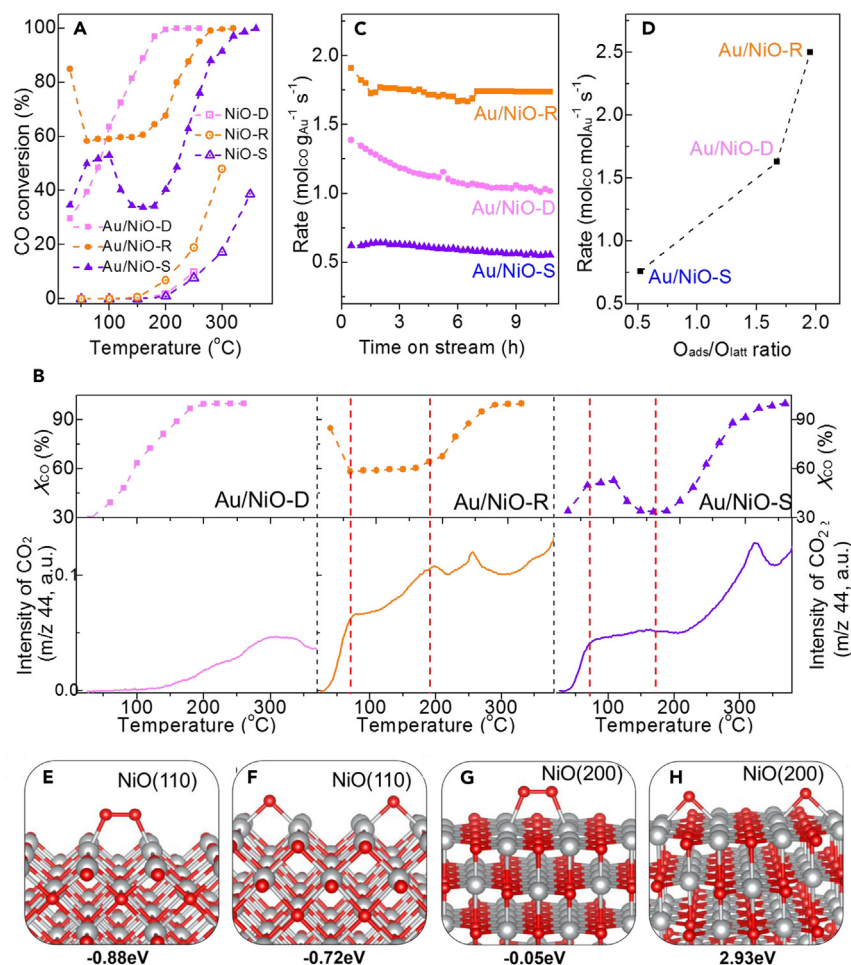 A
CO conversion (%)
100
80
60
40
20
0
NiO-D
NiO-R
NiO-S
Au/NiO-D
Au/NiO-R
Au/NiO-S
100 200 300
Temperature (°C)
C
Rate (molCO gAu⁻¹ s⁻¹)
2.0
1.5
1.0
0.5
Au/NiO-R
Au/NiO-D
Au/NiO-S
0 3 6 9
Time on stream (h)
D
Rate (molCO molAu⁻¹ s⁻¹)
2.5
2.0
1.5
1.0
0.5
Au/NiO-R
Au/NiO-D
Au/NiO-S
0.5 1.0 1.5 2.0
Oads/Olatt ratio
B
XCO (%)
90
60
30
Au/NiO-D
Au/NiO-R
Au/NiO-S
90
60
30
XCO (%)
Intensity of CO₂
(m/z 44, a.u.)
0.1
0.0
Intensity of CO₂
(m/z 44, a.u.)
100 200 300
100 200 300
100 200 300
Temperature (°C)
Temperature (°C)
Temperature (°C)
E
NiO(110)
F
NiO(110)
G
NiO(200)
H
NiO(200)
-0.88eV
-0.72eV
-0.05eV
2.93eV